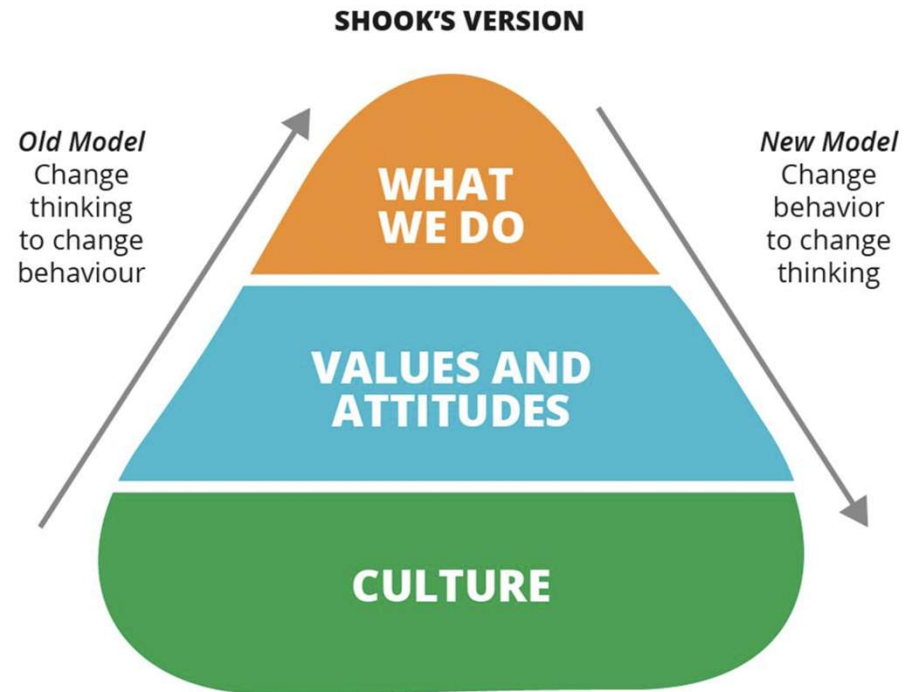 SHOOK'S VERSION
Old Model
Change
thinking
to change
behaviour
New Model
Change
behavior
to change
thinking
WHAT
WE DO
VALUES AND
ATTITUDES
CULTURE